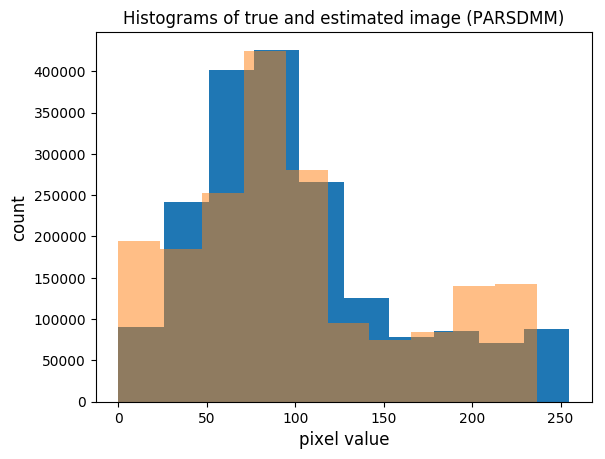 Histograms of true and estimated image (PARSDMM)
400000
350000
300000
250000
200000
150000
100000
50000
0
count
0 50 100 150 200 250
pixel value